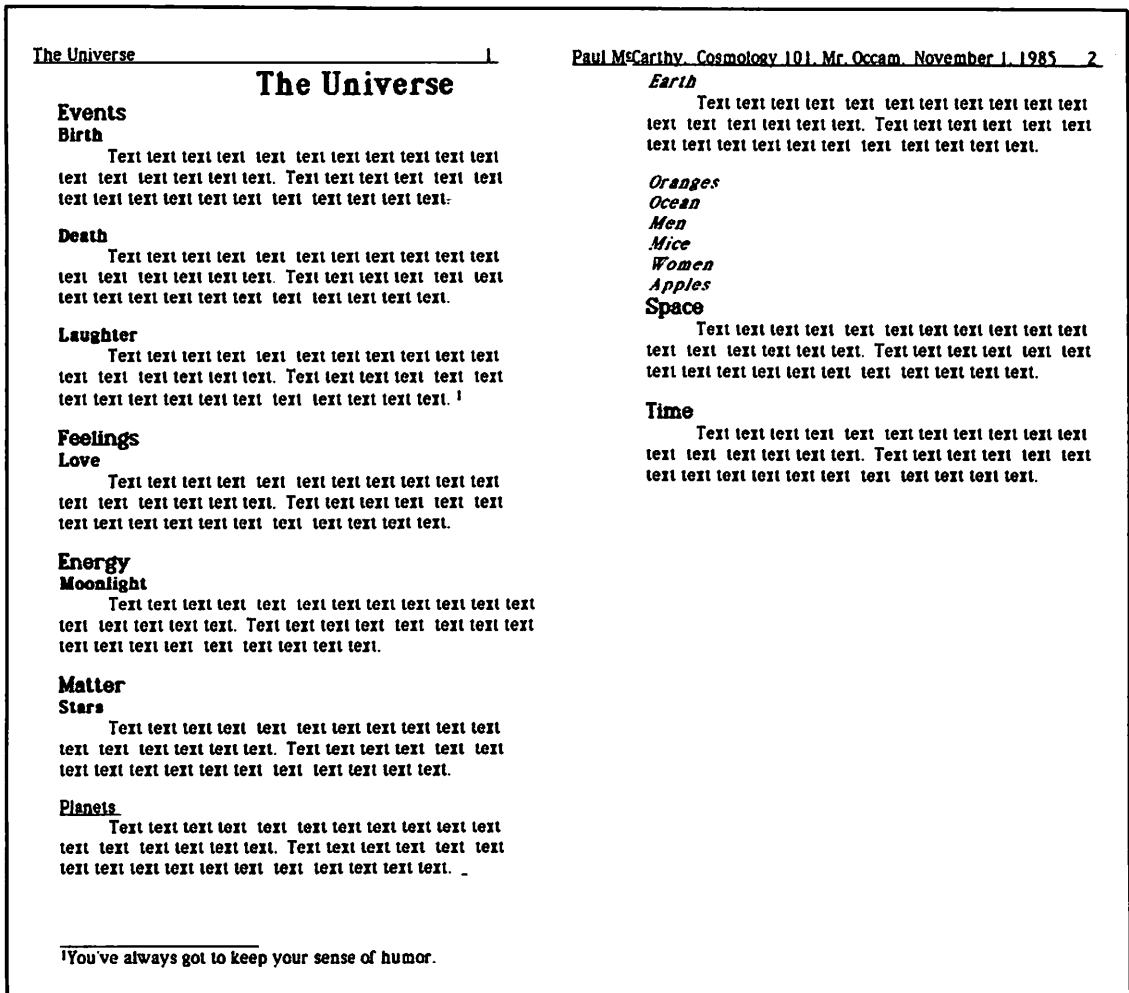 The Universe 1
The Universe
Events
Birth
Text text text text text text text text text text text
text text text text text text. Text text text text text text
text text text text text text text text text text text.
Death
Text text text text text text text text text text text
text text text text text text. Text text text text text text
text text text text text text text text text text text.
Laughter
Text text text text text text text text text text text
text text text text text text. Text text text text text text
text text text text text text text text text text text. 1
Feelings
Love
Text text text text text text text text text text text
text text text text text text. Text text text text text text
text text text text text text text text text text text.
Energy
Moonlight
Text text text text text text text text text text text text
text text text text text. Text text text text text text text text
text text text text text text text text text.
Matter
Stars
Text text text text text text text text text text text
text text text text text text. Text text text text text text
text text text text text text text text text text text.
Planets
Text text text text text text text text text text text
text text text text text text. Text text text text text text
text text text text text text text text text text text. _
1You've always got to keep your sense of humor.
Paul McCarthy, Cosmology 101, Mr. Occam, November 1, 1985 2
Earth
Text text text text text text text text text text text
text text text text text text. Text text text text text text
text text text text text text text text text text text.
Oranges
Ocean
Men
Mice
Women
Apples
Space
Text text text text text text text text text text text
text text text text text text. Text text text text text text
text text text text text text text text text text text.
Time
Text text text text text text text text text text text
text text text text text text. Text text text text text text
text text text text text text text text text text text.